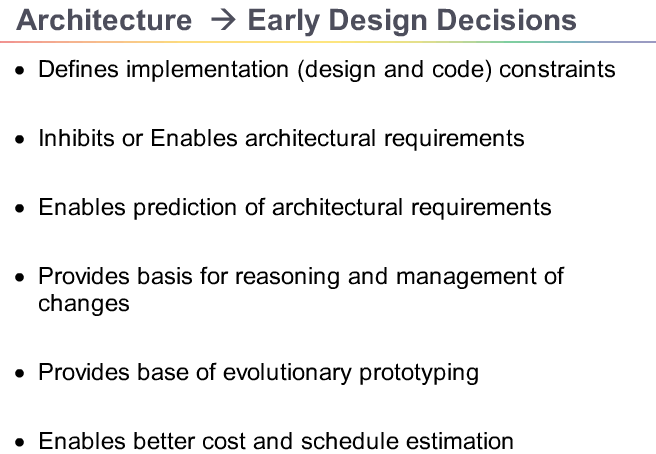 Architecture → Early Design Decisions
• Defines implementation (design and code) constraints
• Inhibits or Enables architectural requirements
• Enables prediction of architectural requirements
• Provides basis for reasoning and management of
changes
• Provides base of evolutionary prototyping
• Enables better cost and schedule estimation